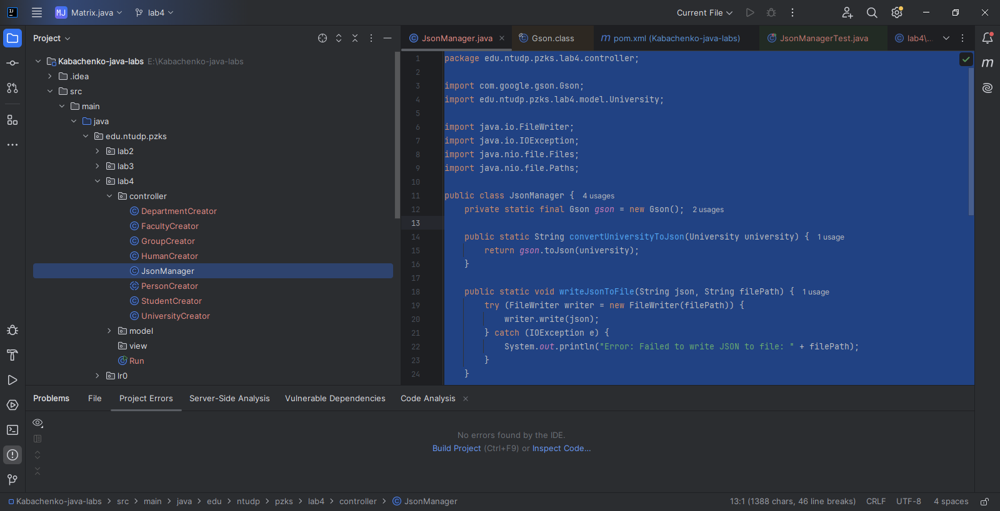 MJ Matrix.java lab4 Current File
Project
Kabachenko-java-labs E:\Kabachenko-java-labs
.idea
src
main
java
edu.ntudp.pzks
lab2
lab3
lab4
controller
DepartmentCreator
FacultyCreator
GroupCreator
HumanCreator
JsonManager
PersonCreator
StudentCreator
UniversityCreator
model
view
Run
lr0
JsonManager.java Gson.class pom.xml (Kabachenko-java-labs) JsonManagerTest.java lab4\...
1 package edu.ntudp.pzks.lab4.controller;
2
3 import com.google.gson.Gson;
4 import edu.ntudp.pzks.lab4.model.University;
5
6 import java.io.FileWriter;
7 import java.io.IOException;
8 import java.nio.file.Files;
9 import java.nio.file.Paths;
10
11 public class JsonManager { 4 usages
12 private static final Gson gson = new Gson(); 2 usages
13
14 public static String convertUniversityToJson(University university) { 1 usage
15 return gson.toJson(university);
16 }
17
18 public static void writeJsonToFile(String json, String filePath) { 1 usage
19 try (FileWriter writer = new FileWriter(filePath)) {
20 writer.write(json);
21 } catch (IOException e) {
22 System.out.println("Error: Failed to write JSON to file: " + filePath);
23 }
24 }
Problems File Project Errors Server-Side Analysis Vulnerable Dependencies Code Analysis
No errors found by the IDE.
Build Project (Ctrl+F9) or Inspect Code...
Kabachenko-java-labs > src > main > java > edu > ntudp > pzks > lab4 > controller > JsonManager 13:1 (1388 chars, 46 line breaks) CRLF UTF-8 4 spaces